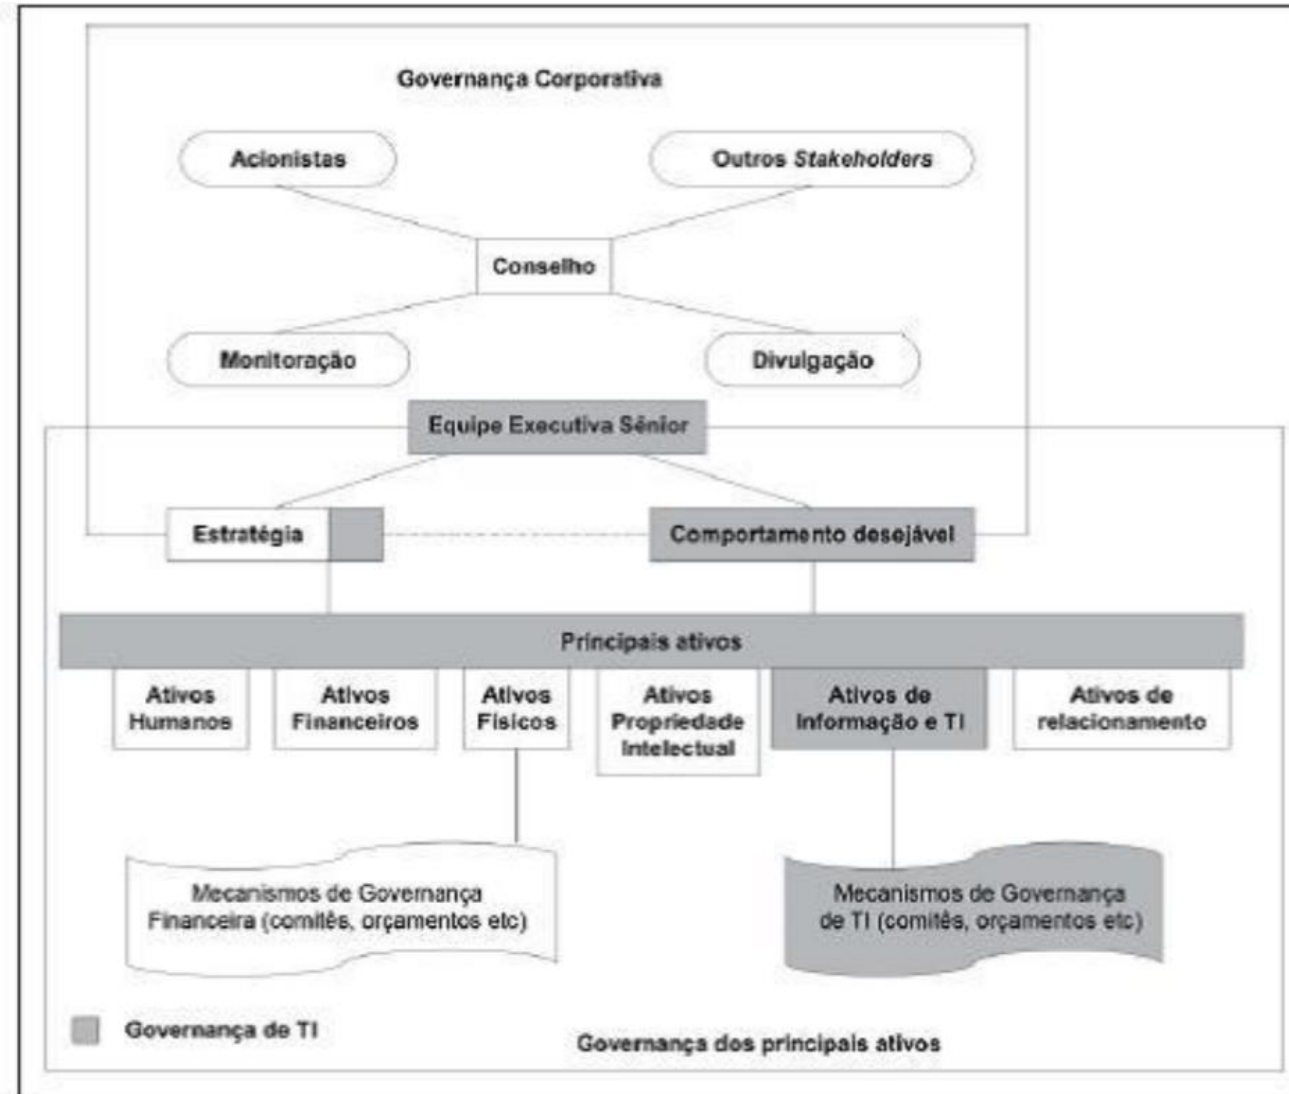 Governança Corporativa
Acionistas
Outros Stakeholders
Conselho
Monitoração
Divulgação
Equipe Executiva Sênior
Estratégia
Comportamento desejável
Principais ativos
Ativos
Humanos
Ativos
Financeiros
Ativos
Físicos
Ativos
Propriedade
Intelectual
Ativos de
Informação e TI
Ativos de
relacionamento
Mecanismos de Governança
Financeira (comitês, orçamentos etc)
Mecanismos de Governança
de TI (comitês, orçamentos etc)
Governança de TI
Governança dos principais ativos